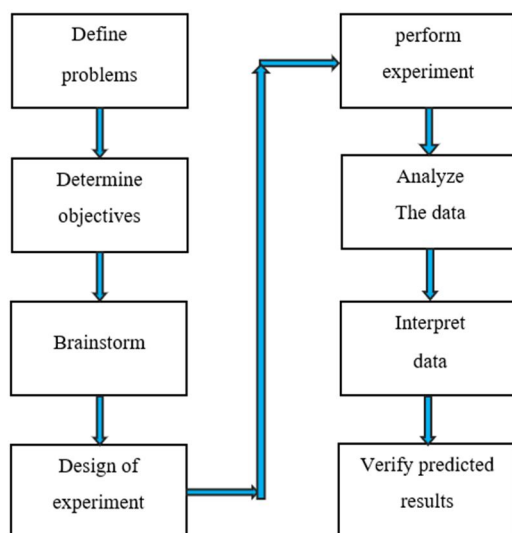 Define
problems
Determine
objectives
Brainstorm
Design of
experiment
perform
experiment
Analyze
The data
Interpret
data
Verify predicted
results